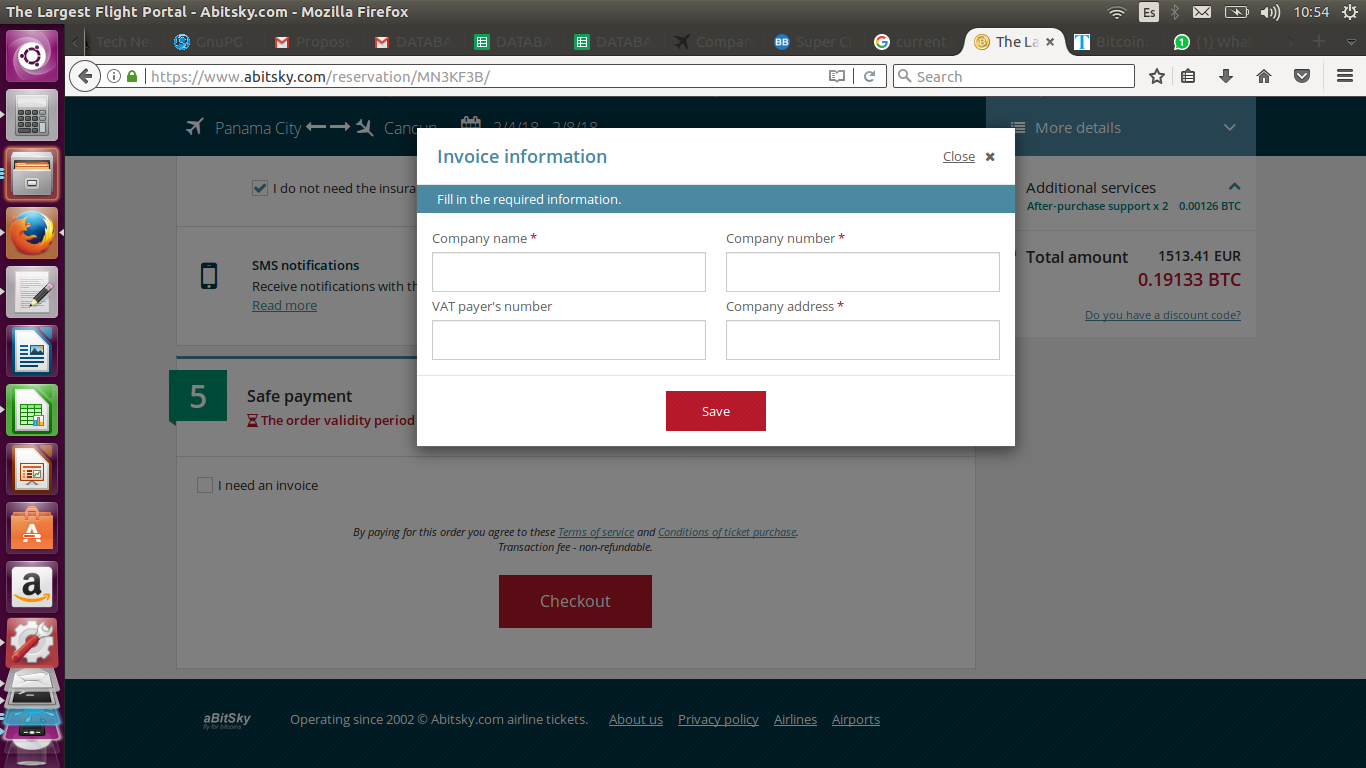 The Largest Flight Portal - Abitsky.com - Mozilla Firefox
Es
10:54
Tech Ne
GnuPG
Propose
DATABA
DATABA
DATABA
Compa
BB Super C
current
The La
Bitcoin
(1) Wha
https://www.abitsky.com/reservation/MN3KF3B/
Search
Panama City
Cancun
2/4/18 - 2/8/18
More details
Invoice information
Close
Fill in the required information.
Company name *
Company number *
VAT payer's number
Company address *
Save
I do not need the insura
SMS notifications
Receive notifications with th
Read more
Additional services
After-purchase support x 2 0.00126 BTC
Total amount 1513.41 EUR
0.19133 BTC
Do you have a discount code?
5
Safe payment
The order validity period
I need an invoice
By paying for this order you agree to these Terms of service and Conditions of ticket purchase.
Transaction fee - non-refundable.
Checkout
aBitSky
fly for bitcoins
Operating since 2002 © Abitsky.com airline tickets. About us Privacy policy Airlines Airports